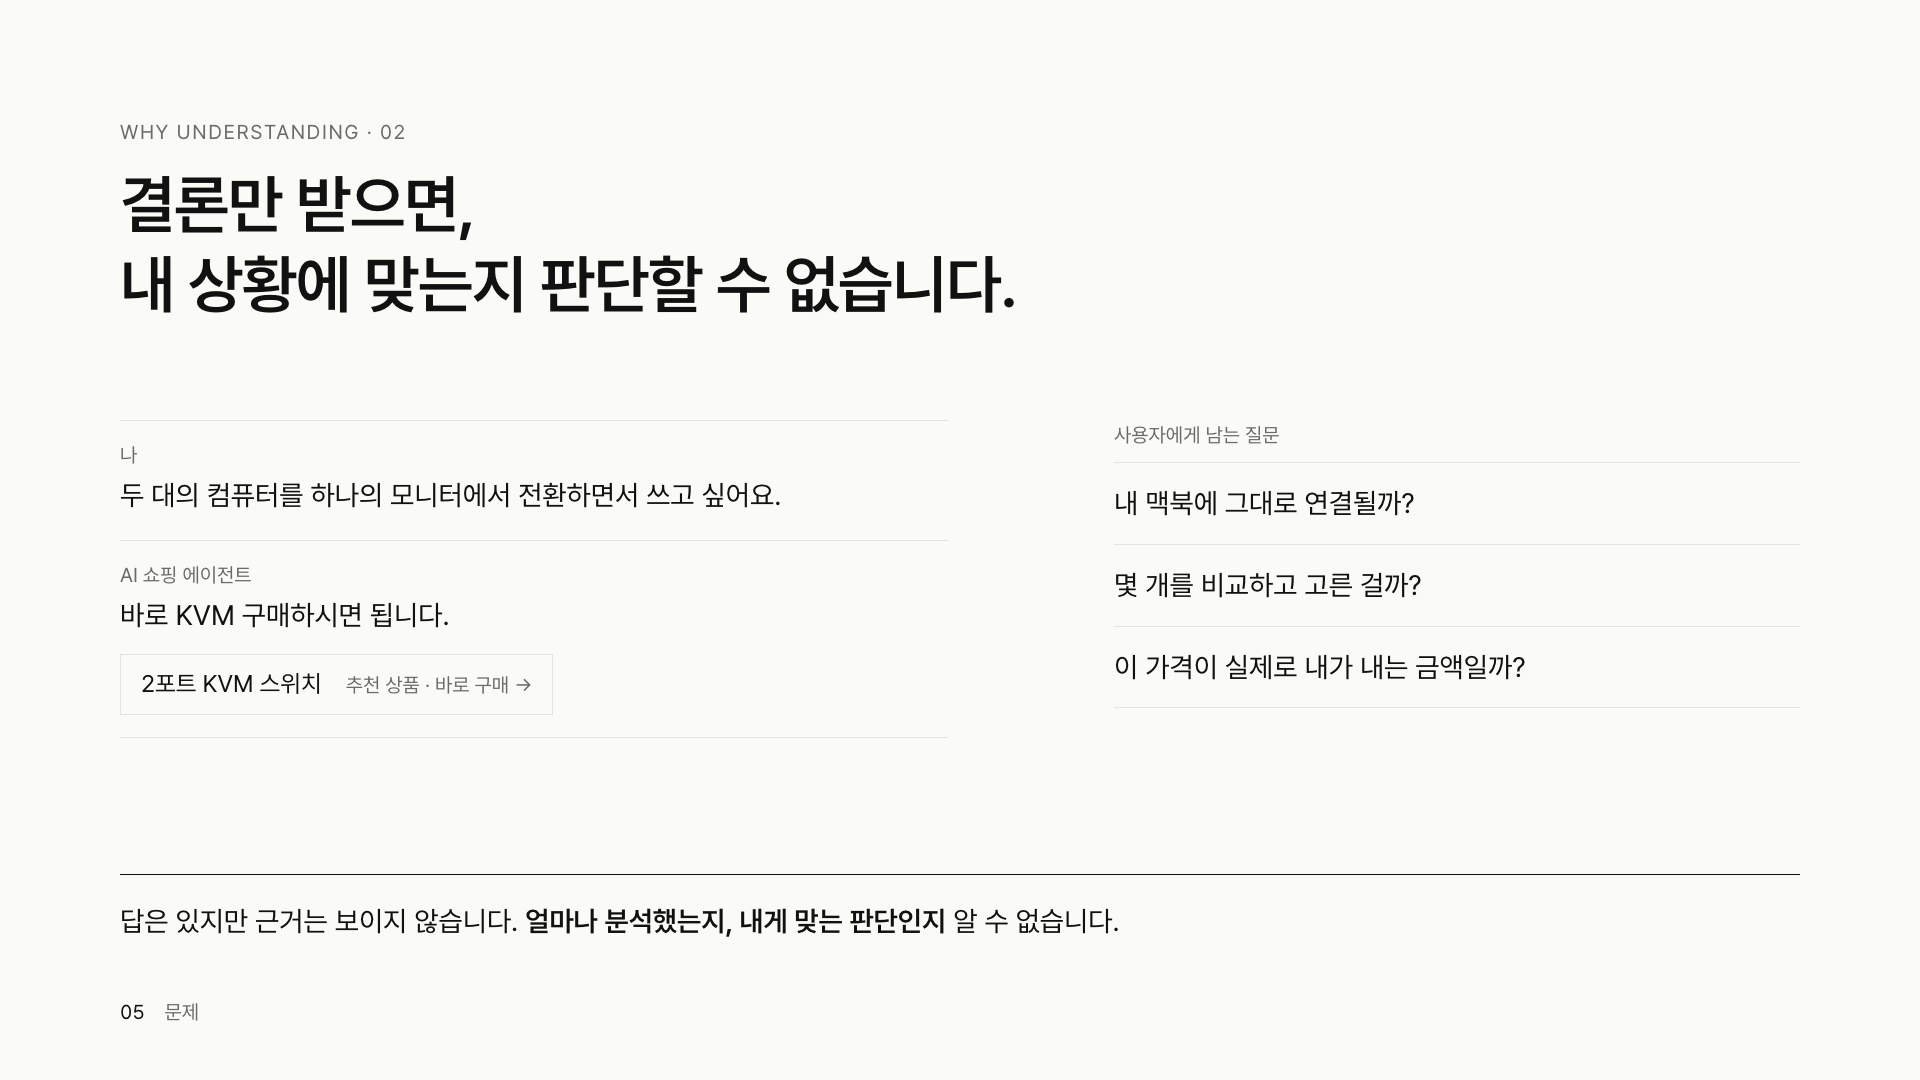 WHY UNDERSTANDING · 02
결론만 받으면,
내 상황에 맞는지 판단할 수 없습니다.
나
두 대의 컴퓨터를 하나의 모니터에서 전환하면서 쓰고 싶어요.
AI 쇼핑 에이전트
바로 KVM 구매하시면 됩니다.
2포트 KVM 스위치 추천 상품 · 바로 구매 →
사용자에게 남는 질문
내 맥북에 그대로 연결될까?
몇 개를 비교하고 고른 걸까?
이 가격이 실제로 내가 내는 금액일까?
답은 있지만 근거는 보이지 않습니다. 얼마나 분석했는지, 내게 맞는 판단인지 알 수 없습니다.
05 문제